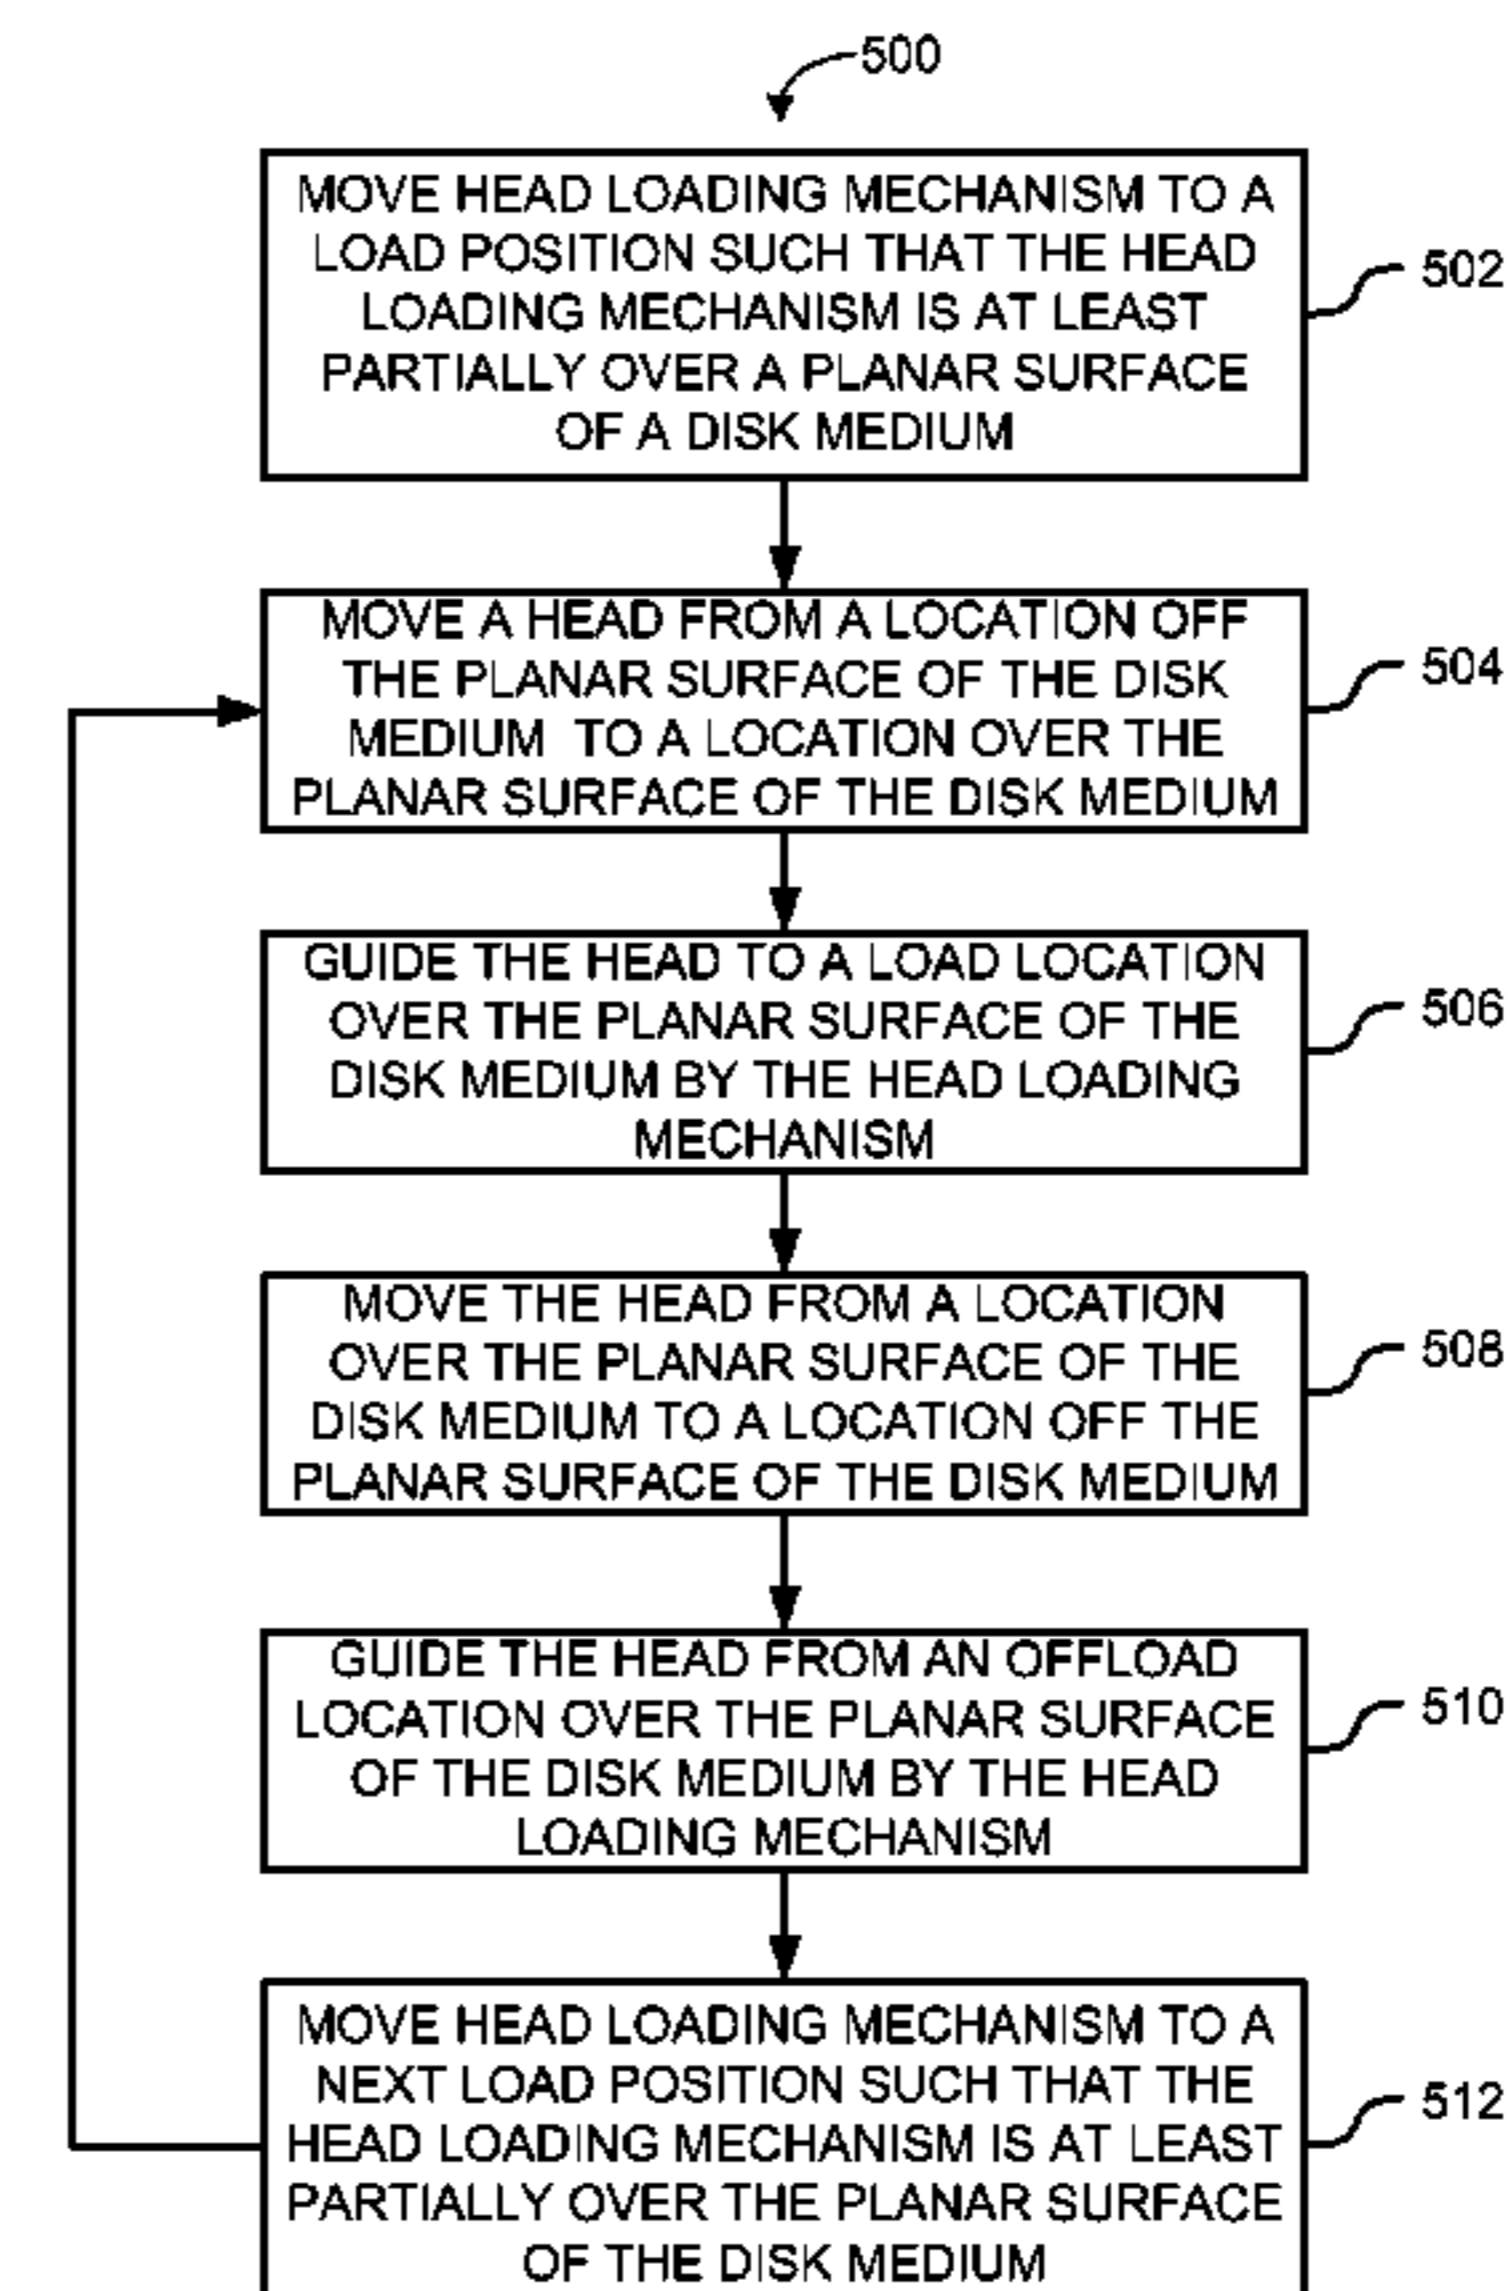 500
MOVE HEAD LOADING MECHANISM TO A
LOAD POSITION SUCH THAT THE HEAD
LOADING MECHANISM IS AT LEAST
PARTIALLY OVER A PLANAR SURFACE
OF A DISK MEDIUM
502
MOVE A HEAD FROM A LOCATION OFF
THE PLANAR SURFACE OF THE DISK
MEDIUM TO A LOCATION OVER THE
PLANAR SURFACE OF THE DISK MEDIUM
504
GUIDE THE HEAD TO A LOAD LOCATION
OVER THE PLANAR SURFACE OF THE
DISK MEDIUM BY THE HEAD LOADING
MECHANISM
506
MOVE THE HEAD FROM A LOCATION
OVER THE PLANAR SURFACE OF THE
DISK MEDIUM TO A LOCATION OFF THE
PLANAR SURFACE OF THE DISK MEDIUM
508
GUIDE THE HEAD FROM AN OFFLOAD
LOCATION OVER THE PLANAR SURFACE
OF THE DISK MEDIUM BY THE HEAD
LOADING MECHANISM
510
MOVE HEAD LOADING MECHANISM TO A
NEXT LOAD POSITION SUCH THAT THE
HEAD LOADING MECHANISM IS AT LEAST
PARTIALLY OVER THE PLANAR SURFACE
OF THE DISK MEDIUM
512